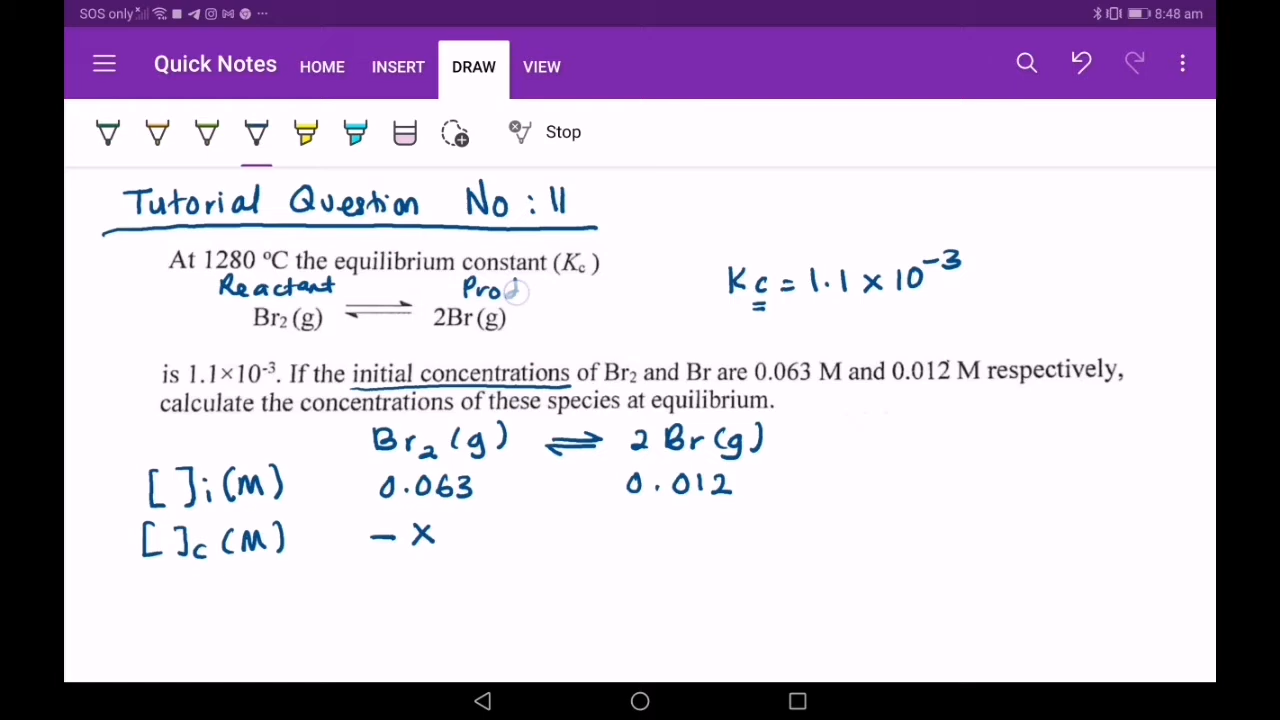 SOS only 8:48 am
Quick Notes HOME INSERT DRAW VIEW
Stop
Tutorial Question No : 11
At 1280 ºC the equilibrium constant (Kc )
Reactant Prod
Kc = 1.1 x 10⁻³
Br₂ (g) ⇌ 2Br (g)
is 1.1×10⁻³. If the initial concentrations of Br₂ and Br are 0.063 M and 0.012 M respectively,
calculate the concentrations of these species at equilibrium.
Br₂ (g) ⇌ 2 Br (g)
[ ]i (M) 0.063 0.012
[ ]c (M) – x